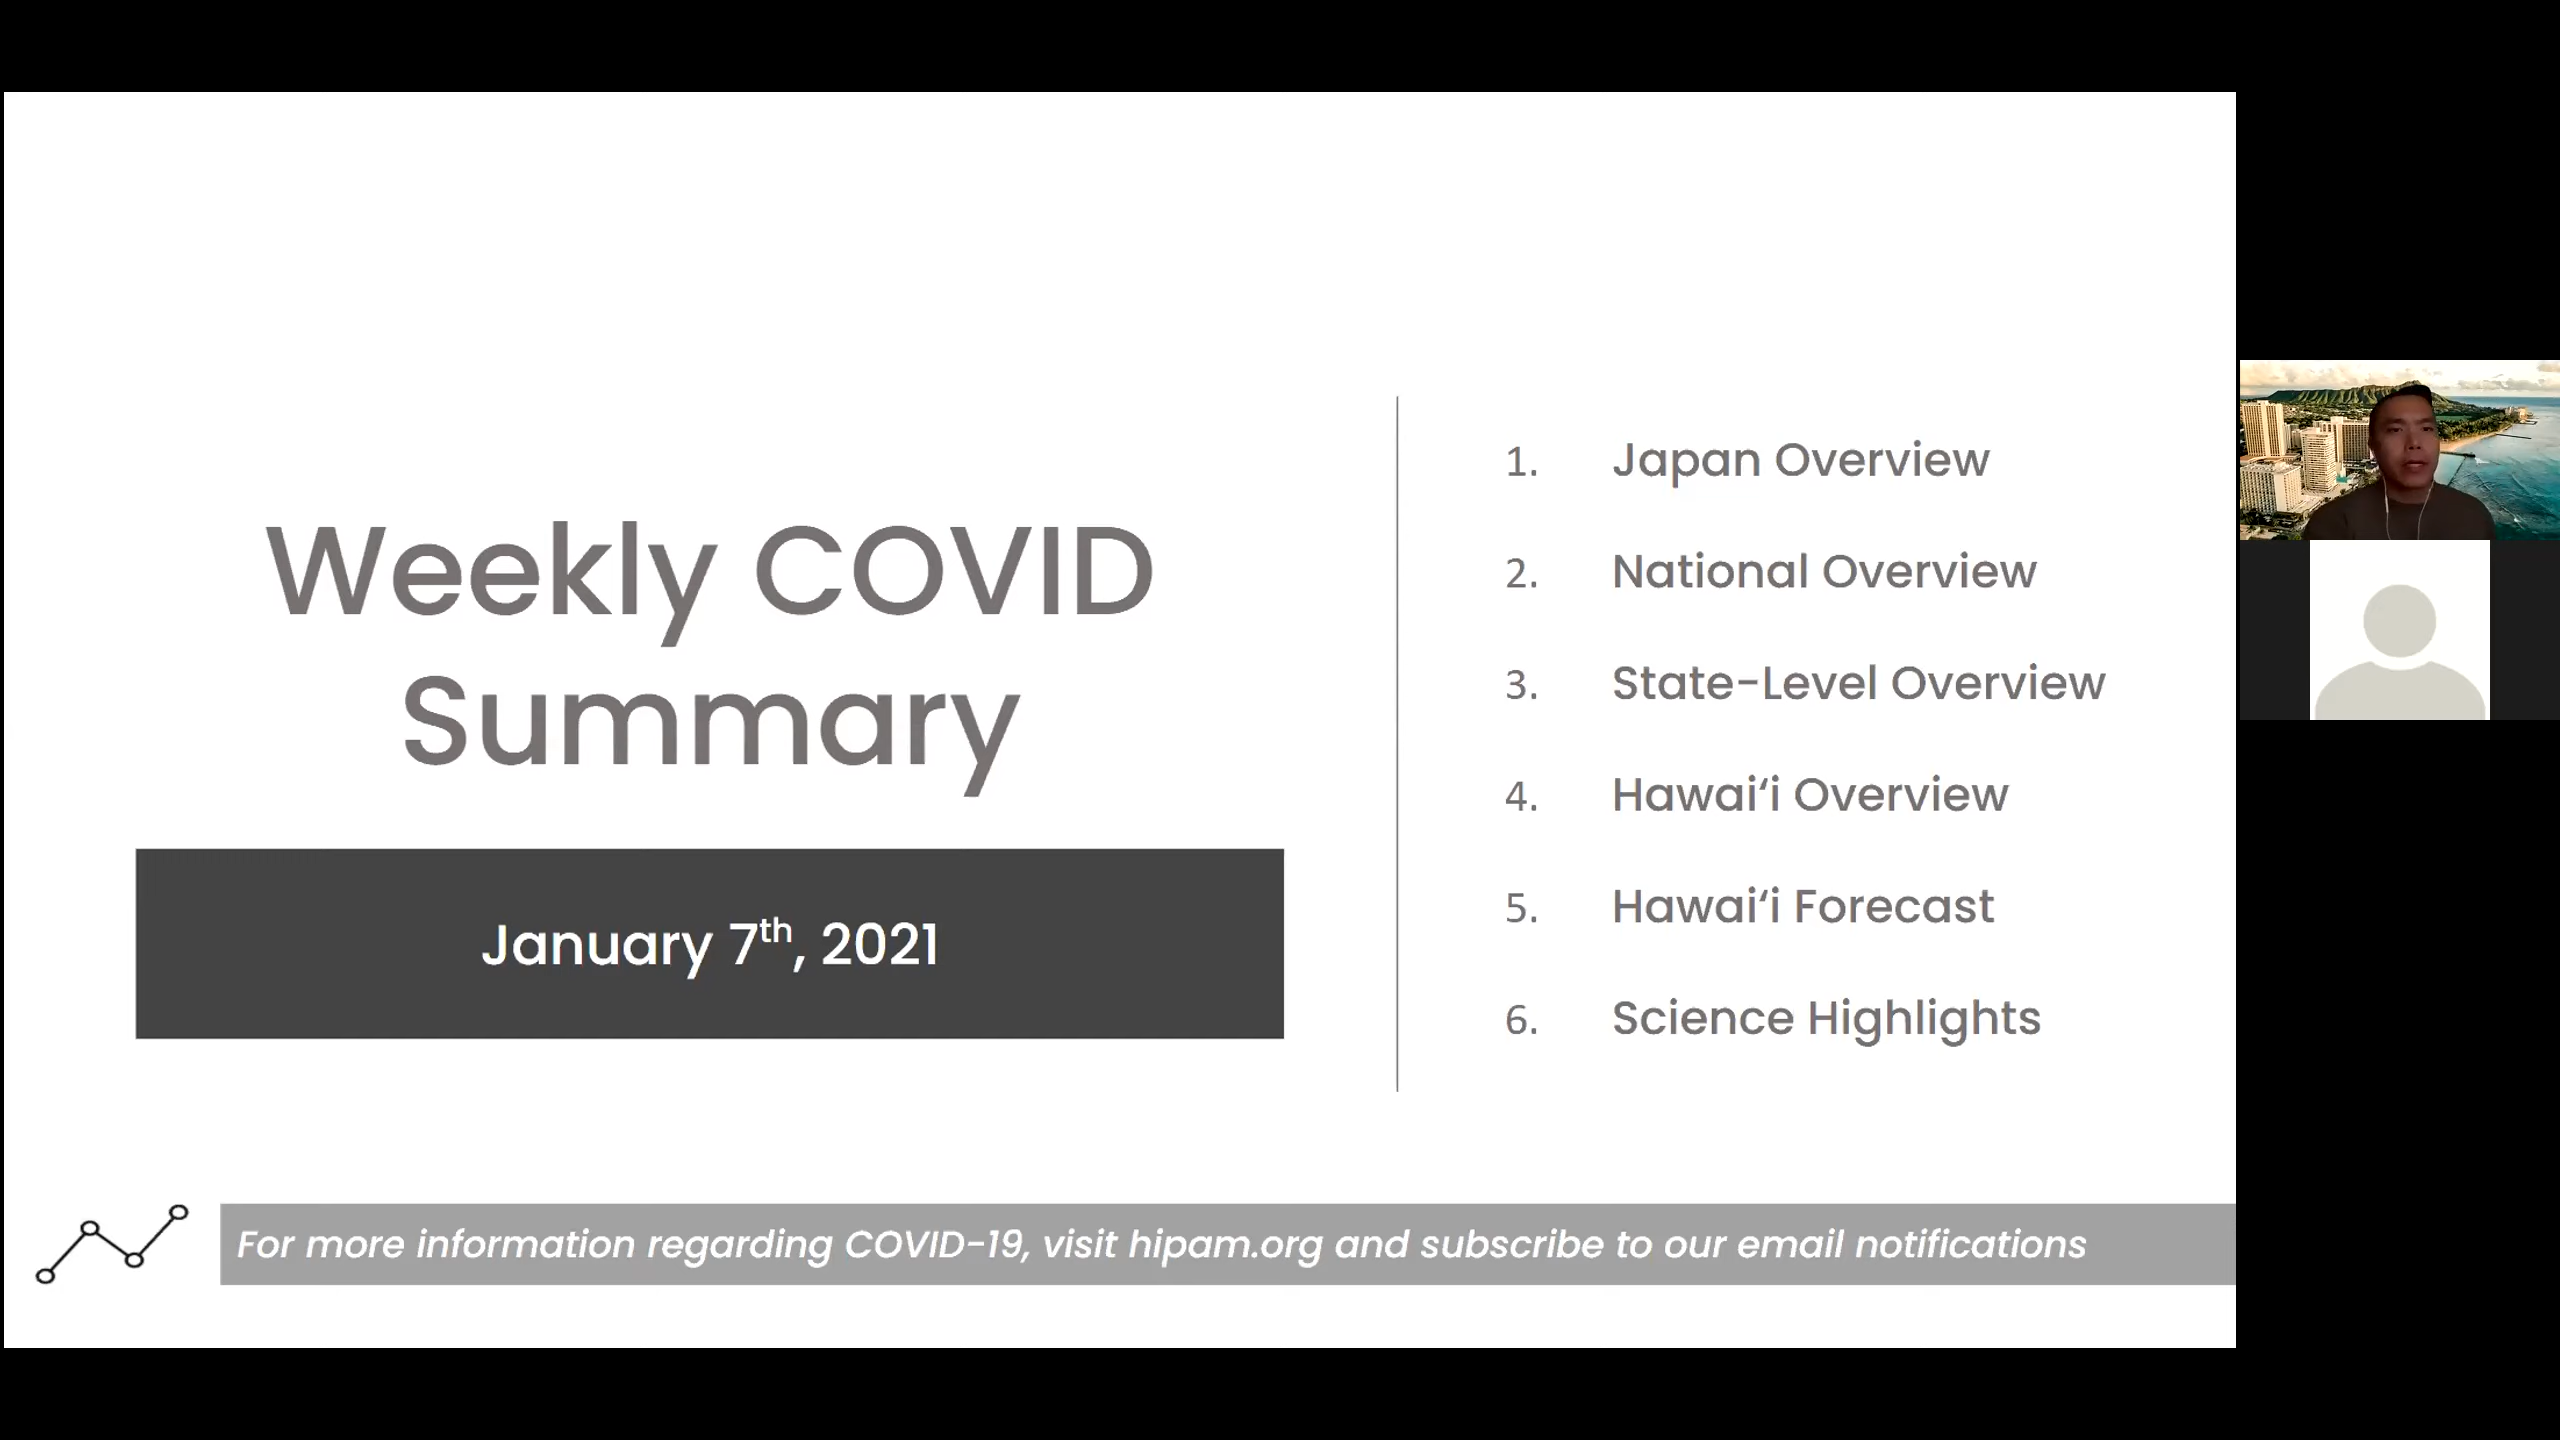 Weekly COVID
Summary
January 7th, 2021
1. Japan Overview
2. National Overview
3. State-Level Overview
4. Hawaiʻi Overview
5. Hawaiʻi Forecast
6. Science Highlights
For more information regarding COVID-19, visit hipam.org and subscribe to our email notifications